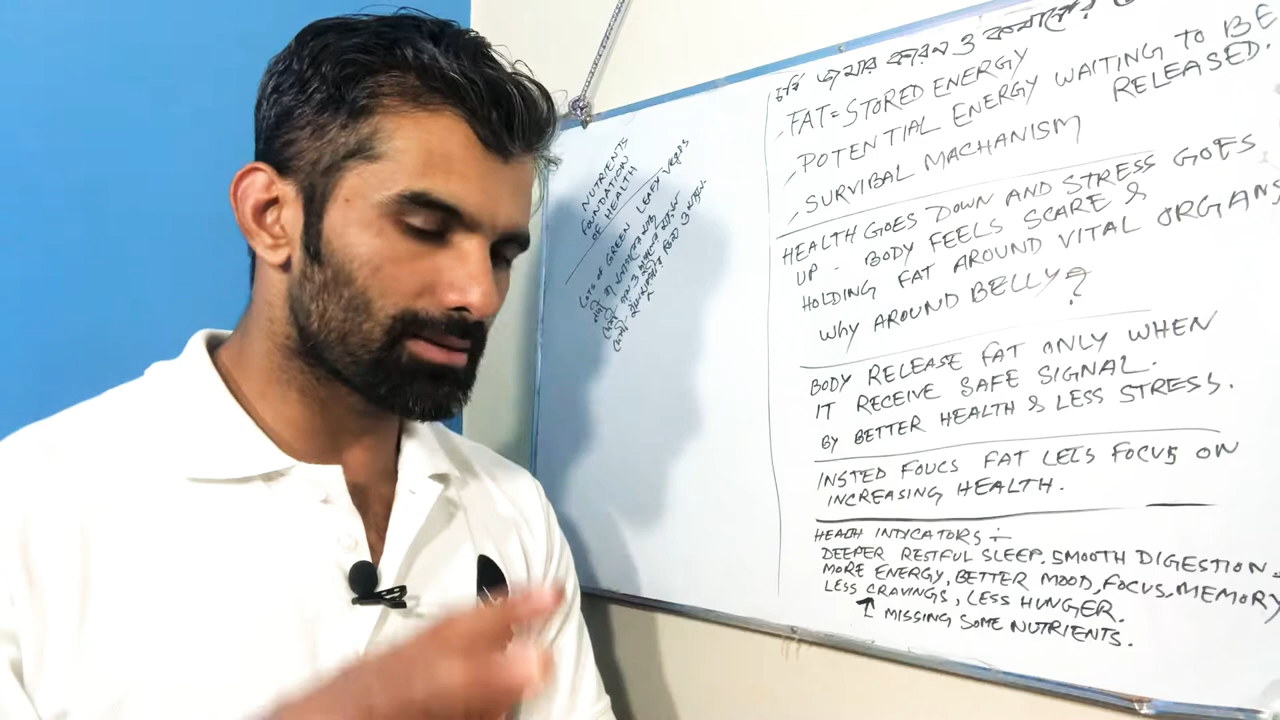 NUTRIENTS
FOUNDATION
OF HEALTH
LOTS OF GREEN LEAFY
চর্বি জমার কারন ও কমানোর
FAT = STORED ENERGY
POTENTIAL ENERGY WAITING TO BE
RELEASED.
SURVIBAL MACHANISM
HEALTH GOES DOWN AND STRESS GOES
UP - BODY FEELS SCARE &
HOLDING FAT AROUND VITAL ORGANS
WHY AROUND BELLY?
BODY RELEASE FAT ONLY WHEN
IT RECEIVE SAFE SIGNAL.
BY BETTER HEALTH & LESS STRESS.
INSTED FOUCS FAT LETS FOCUS ON
INCREASING HEALTH.
HEALTH INDICATORS ÷
DEEPER RESTFUL SLEEP. SMOOTH DIGESTION.
MORE ENERGY, BETTER MOOD, FOCUS, MEMORY
LESS CRAVINGS, LESS HUNGER.
↑ MISSING SOME NUTRIENTS.